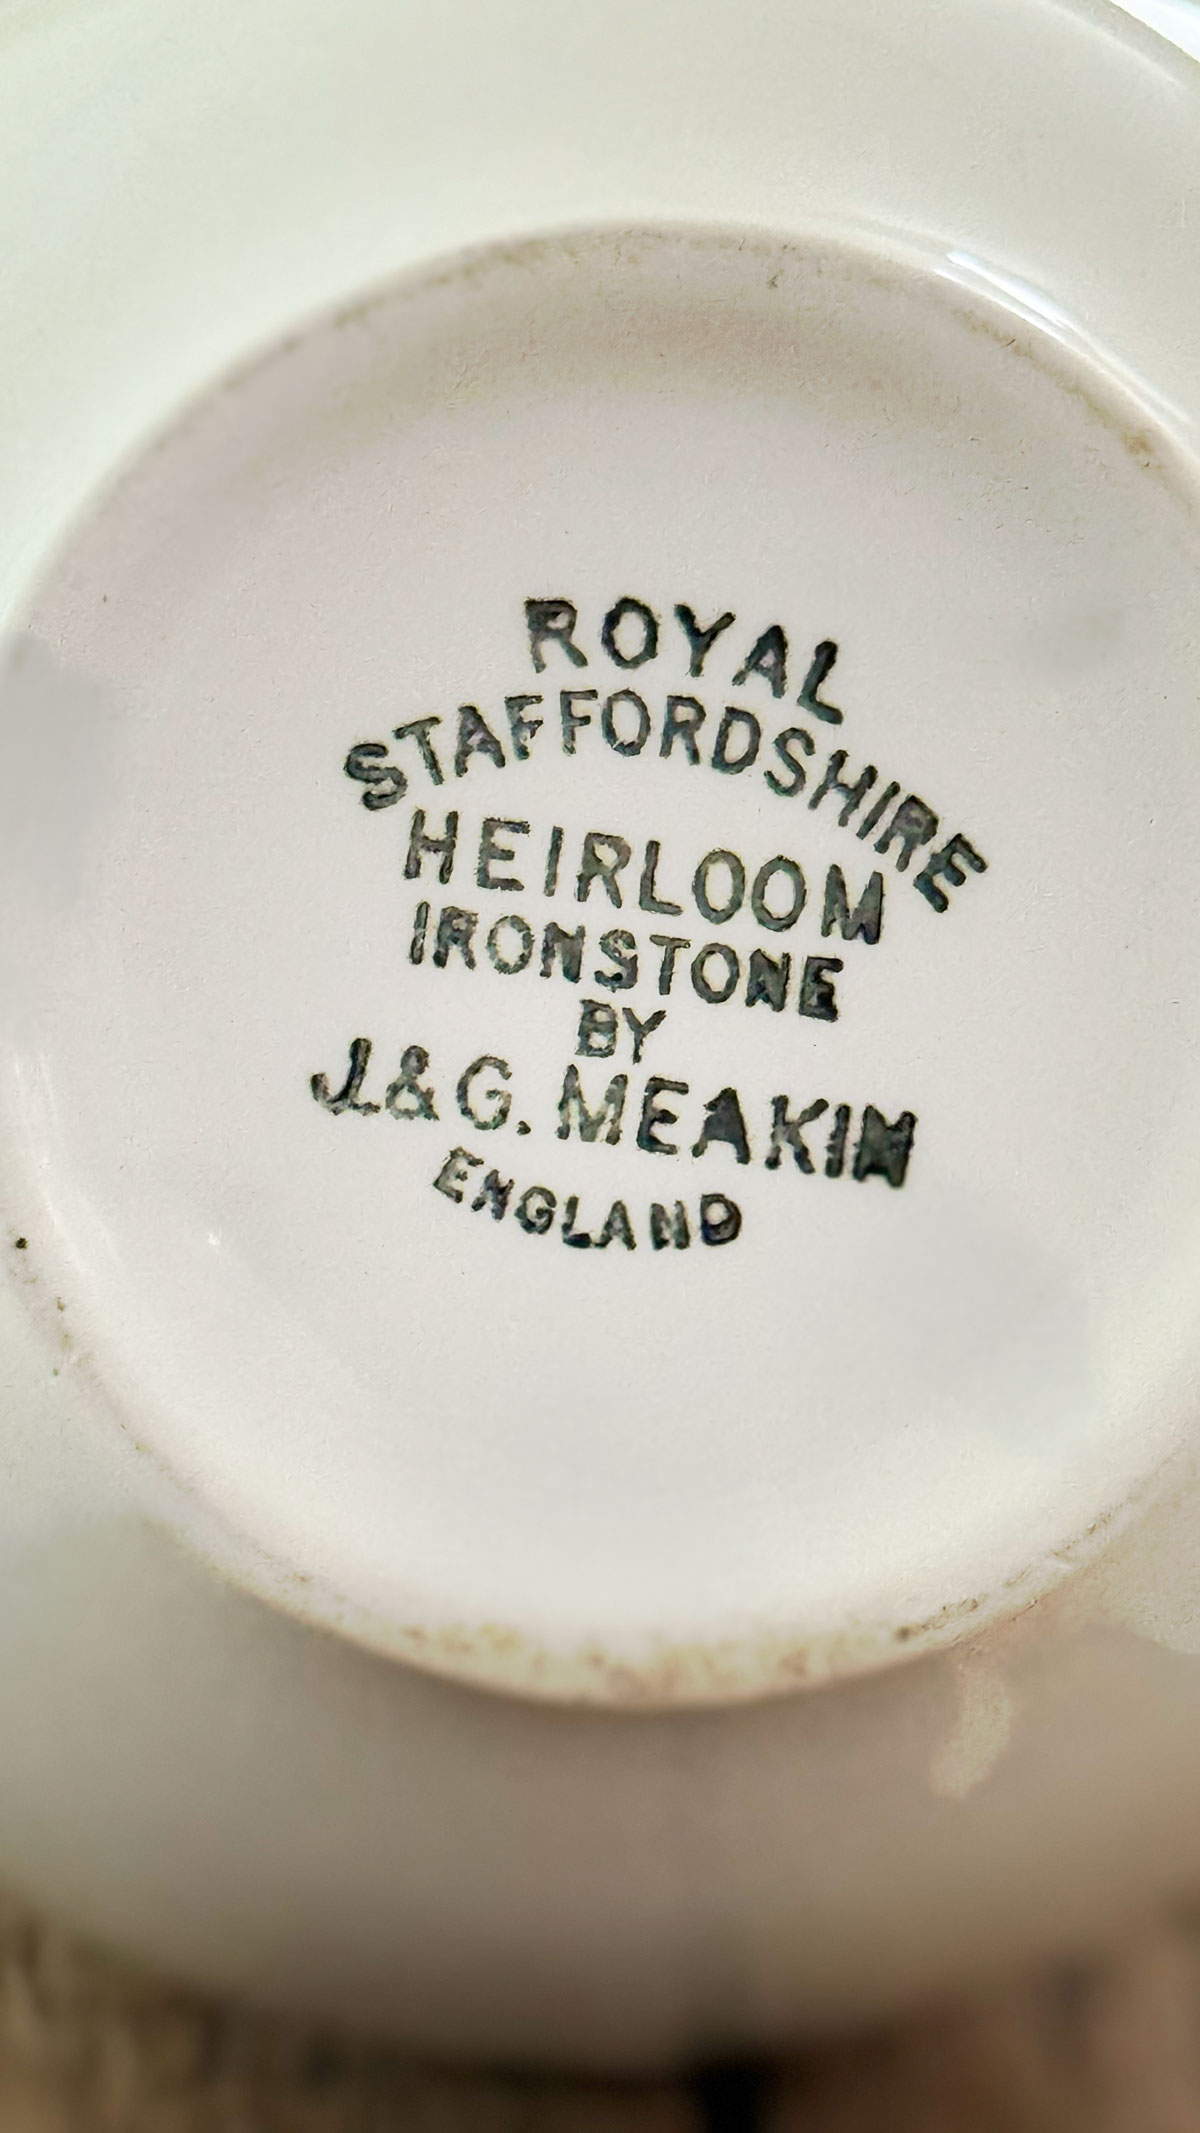 ROYAL
STAFFORDSHIRE
HEIRLOOM
IRONSTONE
BY
J.&G. MEAKIN
ENGLAND